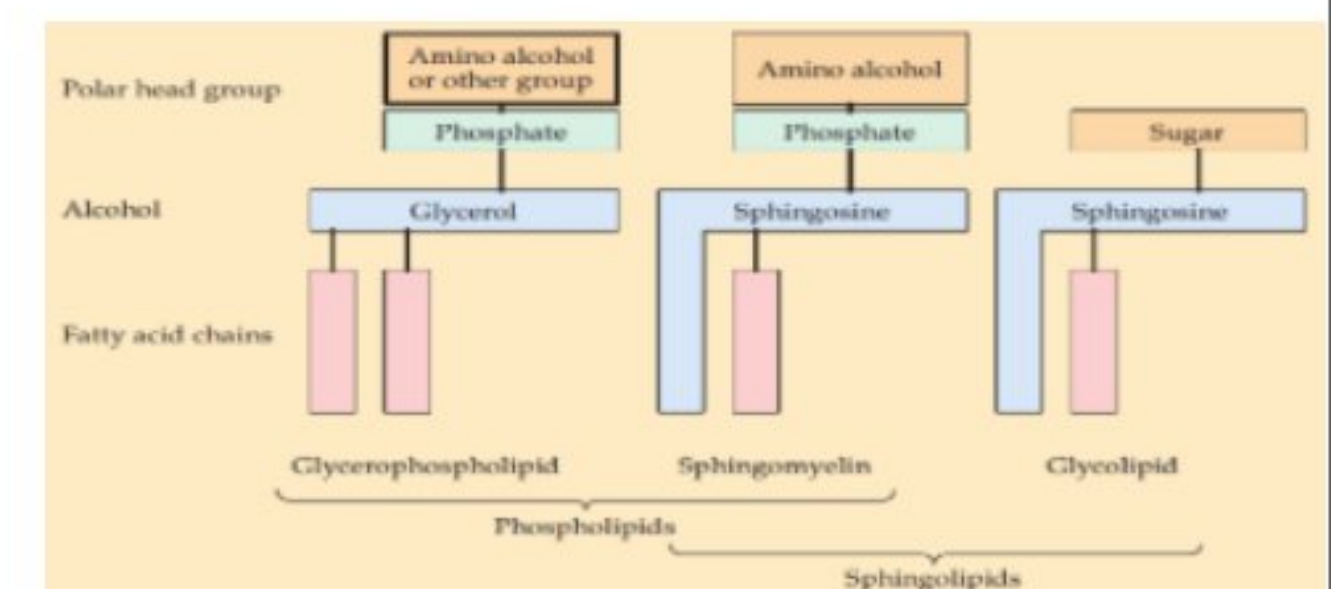 Amino alcohol
or other group
Amino alcohol
Polar head group
Phosphate
Phosphate
Sugar
Alcohol
Glycerol
Sphingosine
Sphingosine
Fatty acid chains
Glycerophospholipid
Sphingomyelin
Glycolipid
Phospholipids
Sphingolipids